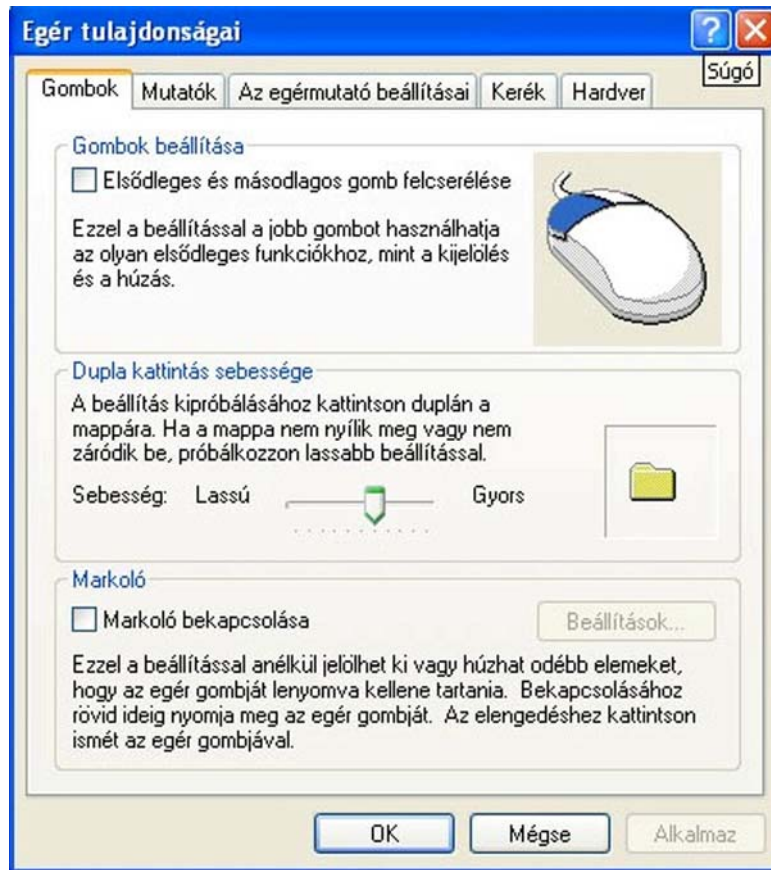 Egér tulajdonságai
Súgó
Gombok Mutatók Az egérmutató beállításai Kerék Hardver
Gombok beállítása
Elsődleges és másodlagos gomb felcserélése
Ezzel a beállítással a jobb gombot használhatja
az olyan elsődleges funkciókhoz, mint a kijelölés
és a húzás.
Dupla kattintás sebessége
A beállítás kipróbálásához kattintson duplán a
mappára. Ha a mappa nem nyílik meg vagy nem
záródik be, próbálkozzon lassabb beállítással.
Sebesség: Lassú Gyors
Markoló
Markoló bekapcsolása Beállítások...
Ezzel a beállítással anélkül jelölhet ki vagy húzhat odébb elemeket,
hogy az egér gombját lenyomva kellene tartania. Bekapcsolásához
rövid ideig nyomja meg az egér gombját. Az elengedéshez kattintson
ismét az egér gombjával.
OK Mégse Alkalmaz